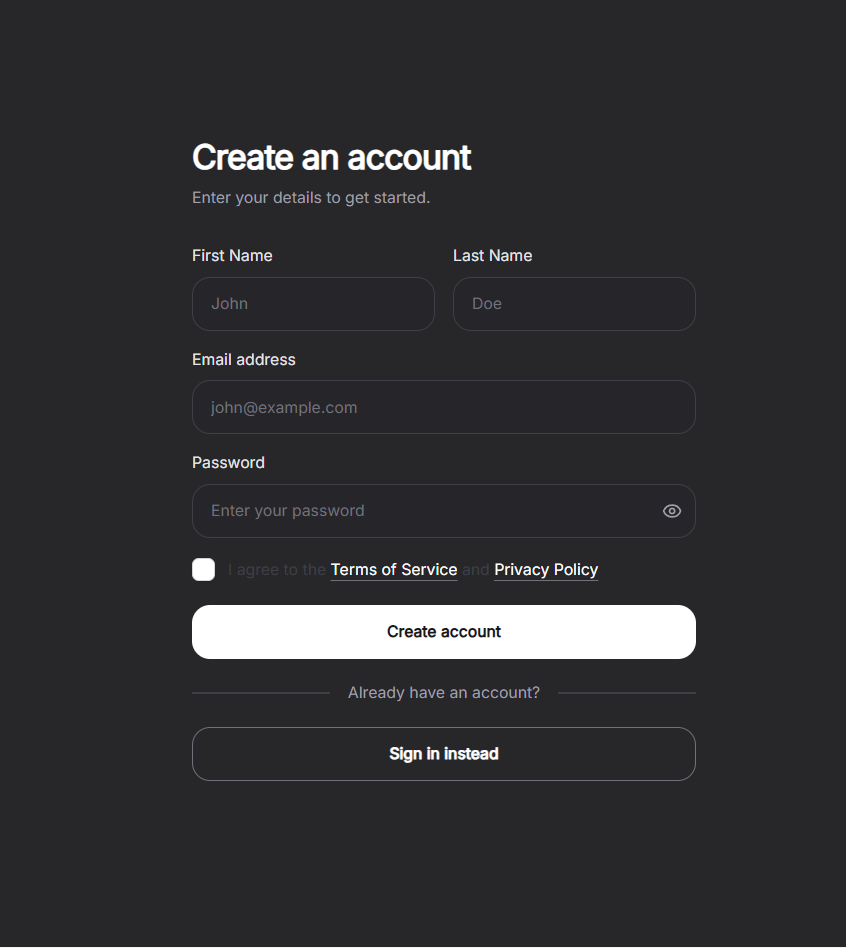 Create an account
Enter your details to get started.
First Name Last Name
John Doe
Email address
john@example.com
Password
Enter your password
I agree to the Terms of Service and Privacy Policy
Create account
Already have an account?
Sign in instead